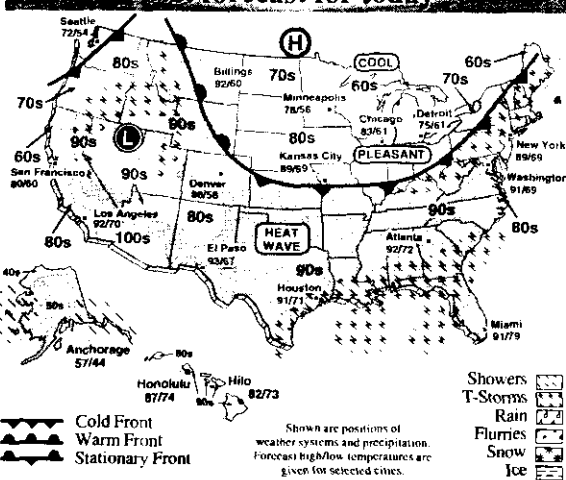 Seattle
72/54
80s
H
COOL
60s
Billings
92/60
70s
60s
70s
Minneapolis
78/56
70s
Chicago
83/61
Detroit
75/61
80s
90s
L
90s
PLEASANT
New York
89/69
60s
Kansas City
89/69
Washington
91/69
San Francisco
80/60
90s
Denver
Los Angeles
92/70
80s
90s
80s
80s
100s
El Paso
93/67
HEAT
WAVE
Atlanta
92/72
90s
Houston
91/71
40s
Miami
91/79
Anchorage
57/44
80s
Honolulu
87/74
Hilo
82/73
90s
Showers
T-Storms
Rain
Flurries
Snow
Ice
Cold Front
Warm Front
Stationary Front
Shown are positions of
weather systems and precipitation.
Forecast high/low temperatures are
given for selected cities.